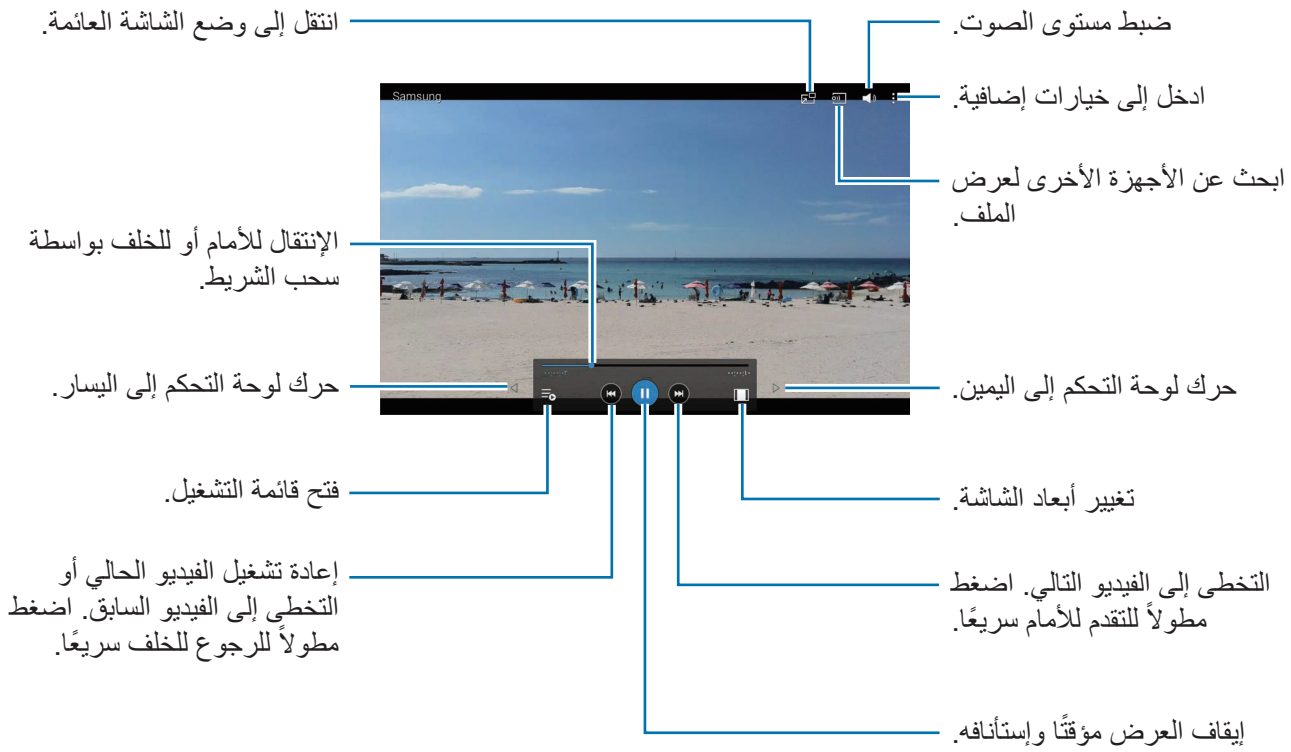 ضبط مستوى الصوت.
انتقل إلى وضع الشاشة العائمة.
Samsung
ادخل إلى خيارات إضافية.
ابحث عن الأجهزة الأخرى لعرض
الملف.
الإنتقال للأمام أو للخلف بواسطة
سحب الشريط.
حرك لوحة التحكم إلى اليمين.
حرك لوحة التحكم إلى اليسار.
تغيير أبعاد الشاشة.
فتح قائمة التشغيل.
التخطى إلى الفيديو التالي. اضغط
مطولاً للتقدم للأمام سريعًا.
إعادة تشغيل الفيديو الحالي أو
التخطى إلى الفيديو السابق. اضغط
مطولاً للرجوع للخلف سريعًا.
إيقاف العرض مؤقتًا وإستأنافه.